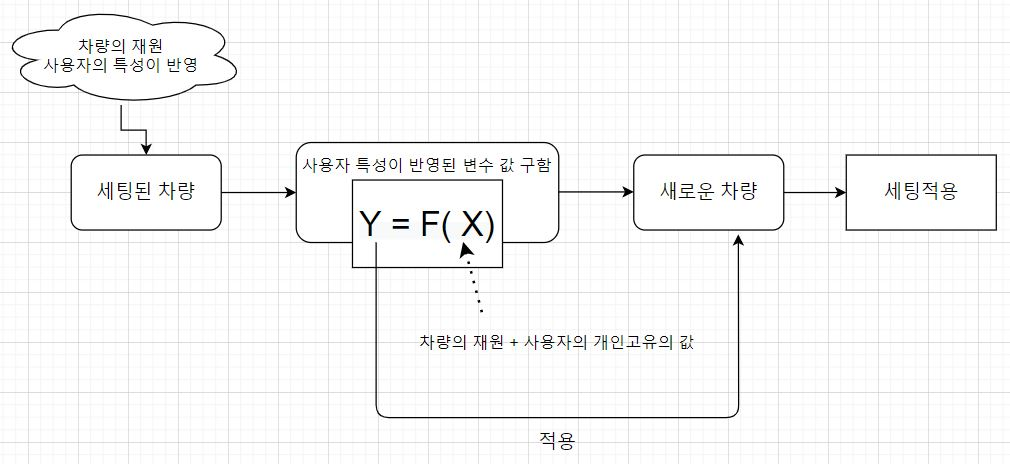 차량의 재원
사용자의 특성이 반영
세팅된 차량
사용자 특성이 반영된 변수 값 구함
Y = F( X)
새로운 차량
세팅적용
차량의 재원 + 사용자의 개인고유의 값
적용